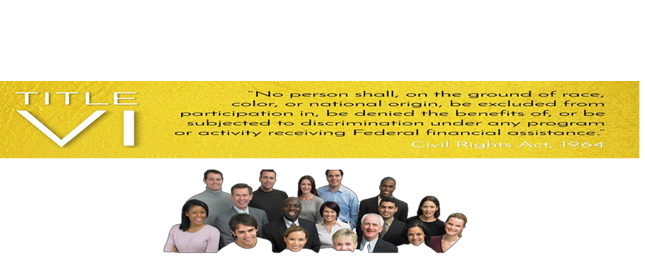 TITLE
VI
"No person shall, on the ground of race,
color, or national origin, be excluded from
participation in, be denied the benefits of, or be
subjected to discrimination under any program
or activity receiving Federal financial assistance."
Civil Rights Act, 1964